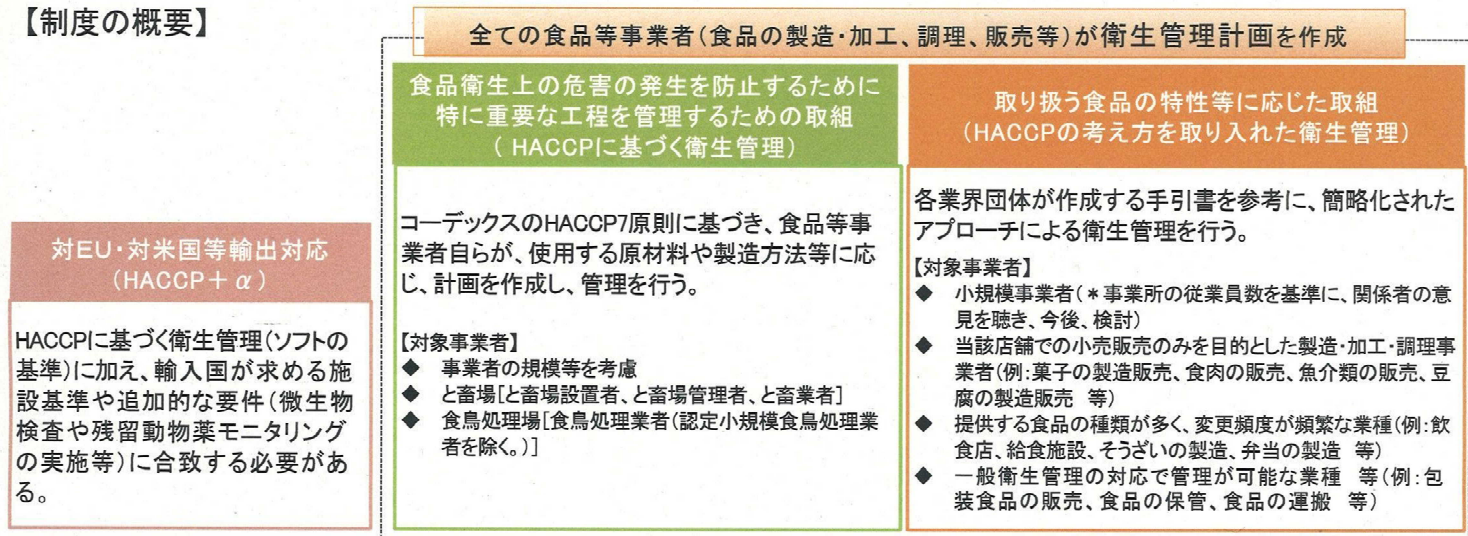 【制度の概要】
全ての食品等事業者(食品の製造・加工、調理、販売等)が衛生管理計画を作成
対EU・対米国等輸出対応
(HACCP+α)
HACCPに基づく衛生管理(ソフトの
基準)に加え、輸入国が求める施
設基準や追加的な要件(微生物
検査や残留動物薬モニタリング
の実施等)に合致する必要があ
る。
食品衛生上の危害の発生を防止するために
特に重要な工程を管理するための取組
( HACCPに基づく衛生管理)
コーデックスのHACCP7原則に基づき、食品等事
業者自らが、使用する原材料や製造方法等に応
じ、計画を作成し、管理を行う。
【対象事業者】
◆ 事業者の規模等を考慮
◆ と畜場[と畜場設置者、と畜場管理者、と畜業者]
◆ 食鳥処理場[食鳥処理業者(認定小規模食鳥処理業
者を除く。)]
取り扱う食品の特性等に応じた取組
(HACCPの考え方を取り入れた衛生管理)
各業界団体が作成する手引書を参考に、簡略化された
アプローチによる衛生管理を行う。
【対象事業者】
◆ 小規模事業者(*事業所の従業員数を基準に、関係者の意
見を聴き、今後、検討)
◆ 当該店舗での小売販売のみを目的とした製造・加工・調理事
業者(例:菓子の製造販売、食肉の販売、魚介類の販売、豆
腐の製造販売 等)
◆ 提供する食品の種類が多く、変更頻度が頻繁な業種(例:飲
食店、給食施設、そうざいの製造、弁当の製造 等)
◆ 一般衛生管理の対応で管理が可能な業種 等(例:包
装食品の販売、食品の保管、食品の運搬 等)